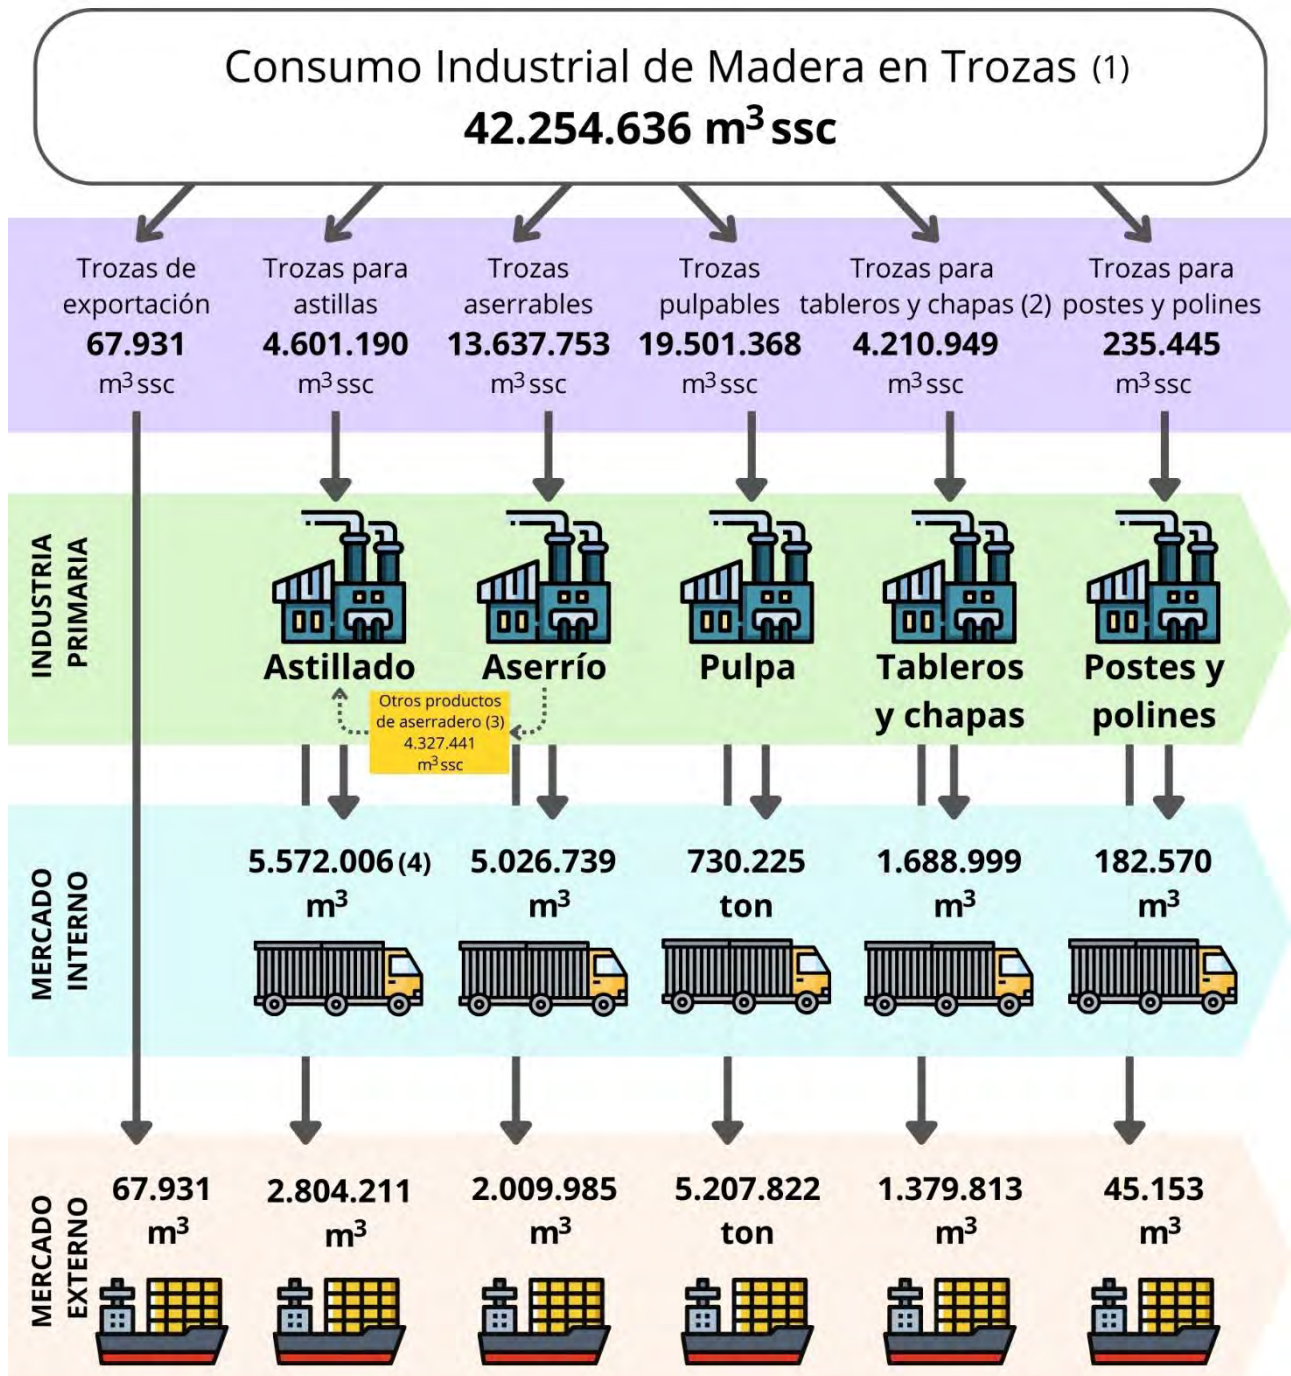 Consumo Industrial de Madera en Trozas (1)
42.254.636 m³ ssc
Trozas de
exportación
67.931
m³ ssc
Trozas para
astillas
4.601.190
m³ ssc
Trozas
aserrables
13.637.753
m³ ssc
Trozas
pulpables
19.501.368
m³ ssc
Trozas para
tableros y chapas (2)
4.210.949
m³ ssc
Trozas para
postes y polines
235.445
m³ ssc
INDUSTRIA
PRIMARIA
Astillado
Aserrío
Pulpa
Tableros
y chapas
Postes y
polines
Otros productos
de aserradero (3)
4.327.441
m³ ssc
MERCADO
INTERNO
5.572.006 (4)
m³
5.026.739
m³
730.225
ton
1.688.999
m³
182.570
m³
MERCADO
EXTERNO
67.931
m³
2.804.211
m³
2.009.985
m³
5.207.822
ton
1.379.813
m³
45.153
m³